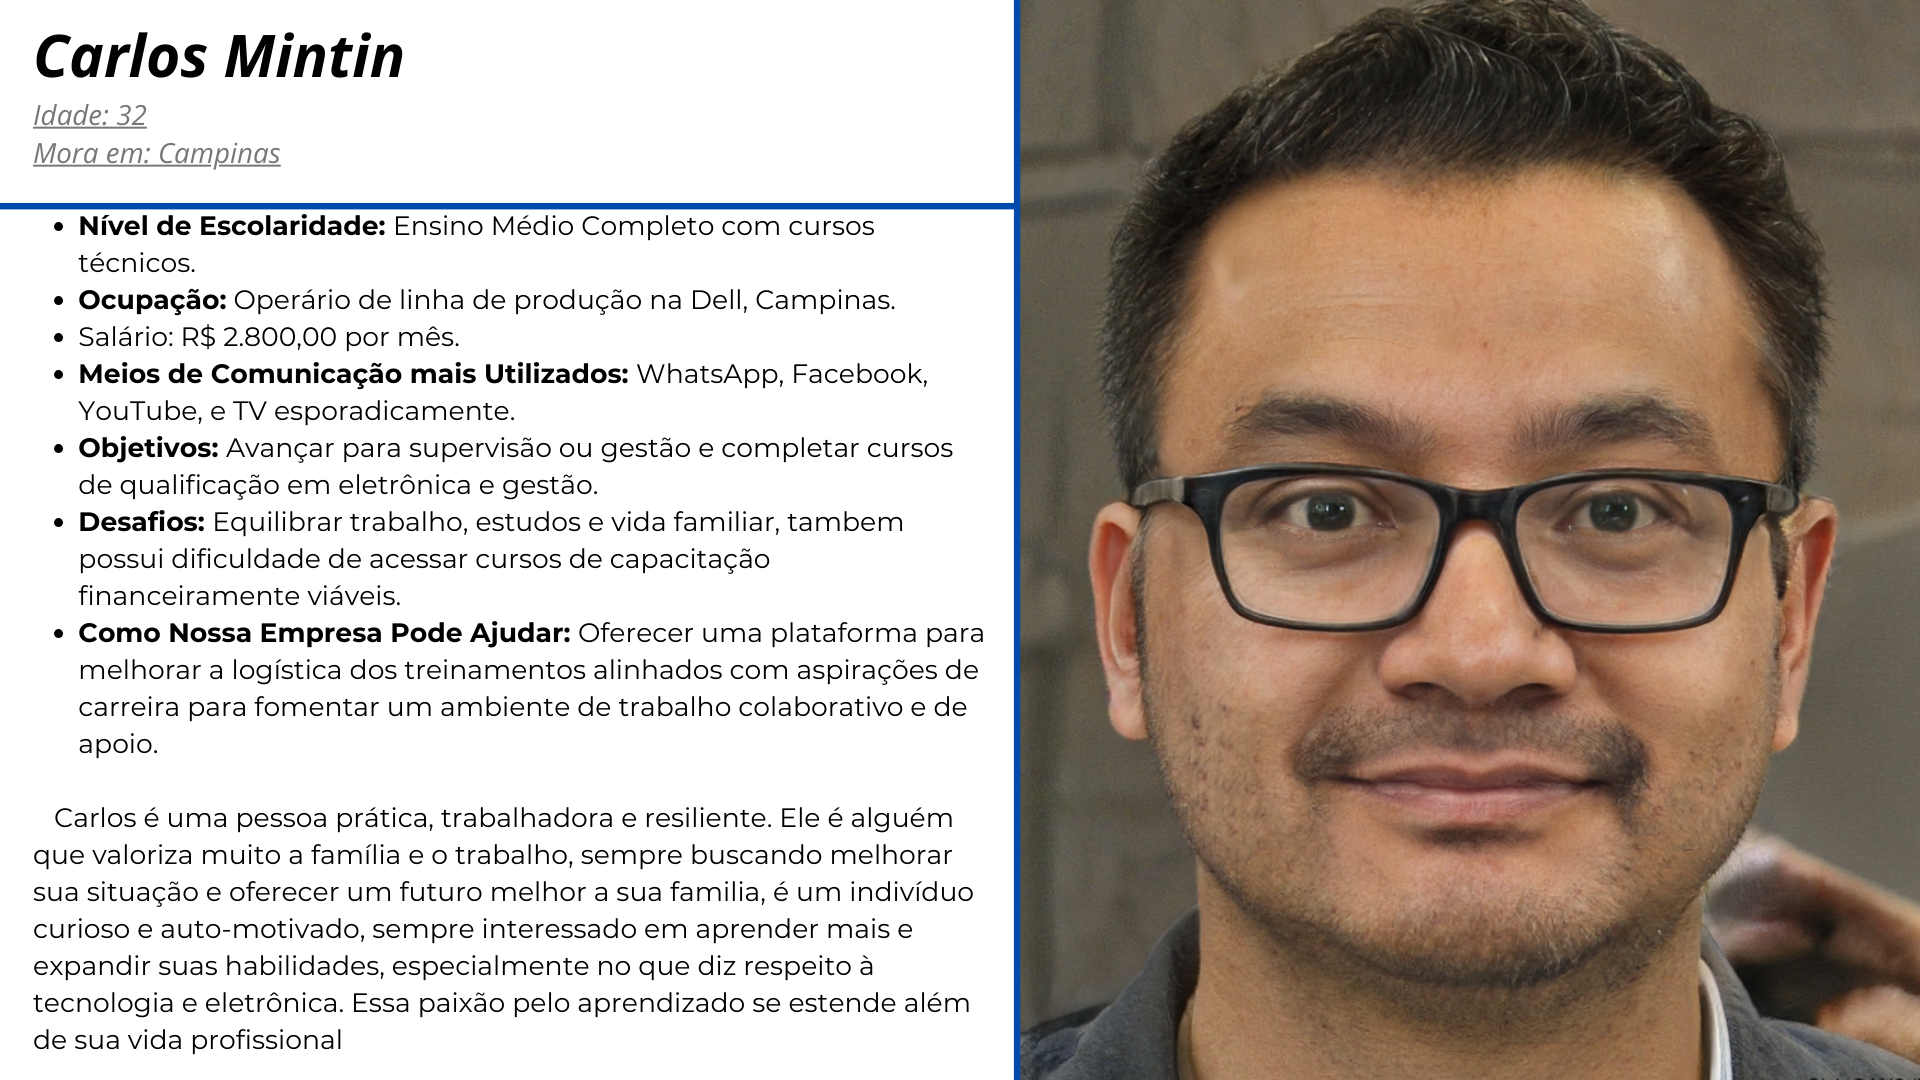 Carlos Mintin
Idade: 32
Mora em: Campinas
• Nível de Escolaridade: Ensino Médio Completo com cursos
técnicos.
• Ocupação: Operário de linha de produção na Dell, Campinas.
• Salário: R$ 2.800,00 por mês.
• Meios de Comunicação mais Utilizados: WhatsApp, Facebook,
YouTube, e TV esporadicamente.
• Objetivos: Avançar para supervisão ou gestão e completar cursos
de qualificação em eletrônica e gestão.
• Desafios: Equilibrar trabalho, estudos e vida familiar, tambem
possui dificuldade de acessar cursos de capacitação
financeiramente viáveis.
• Como Nossa Empresa Pode Ajudar: Oferecer uma plataforma para
melhorar a logística dos treinamentos alinhados com aspirações de
carreira para fomentar um ambiente de trabalho colaborativo e de
apoio.
Carlos é uma pessoa prática, trabalhadora e resiliente. Ele é alguém
que valoriza muito a família e o trabalho, sempre buscando melhorar
sua situação e oferecer um futuro melhor a sua familia, é um indivíduo
curioso e auto-motivado, sempre interessado em aprender mais e
expandir suas habilidades, especialmente no que diz respeito à
tecnologia e eletrônica. Essa paixão pelo aprendizado se estende além
de sua vida profissional